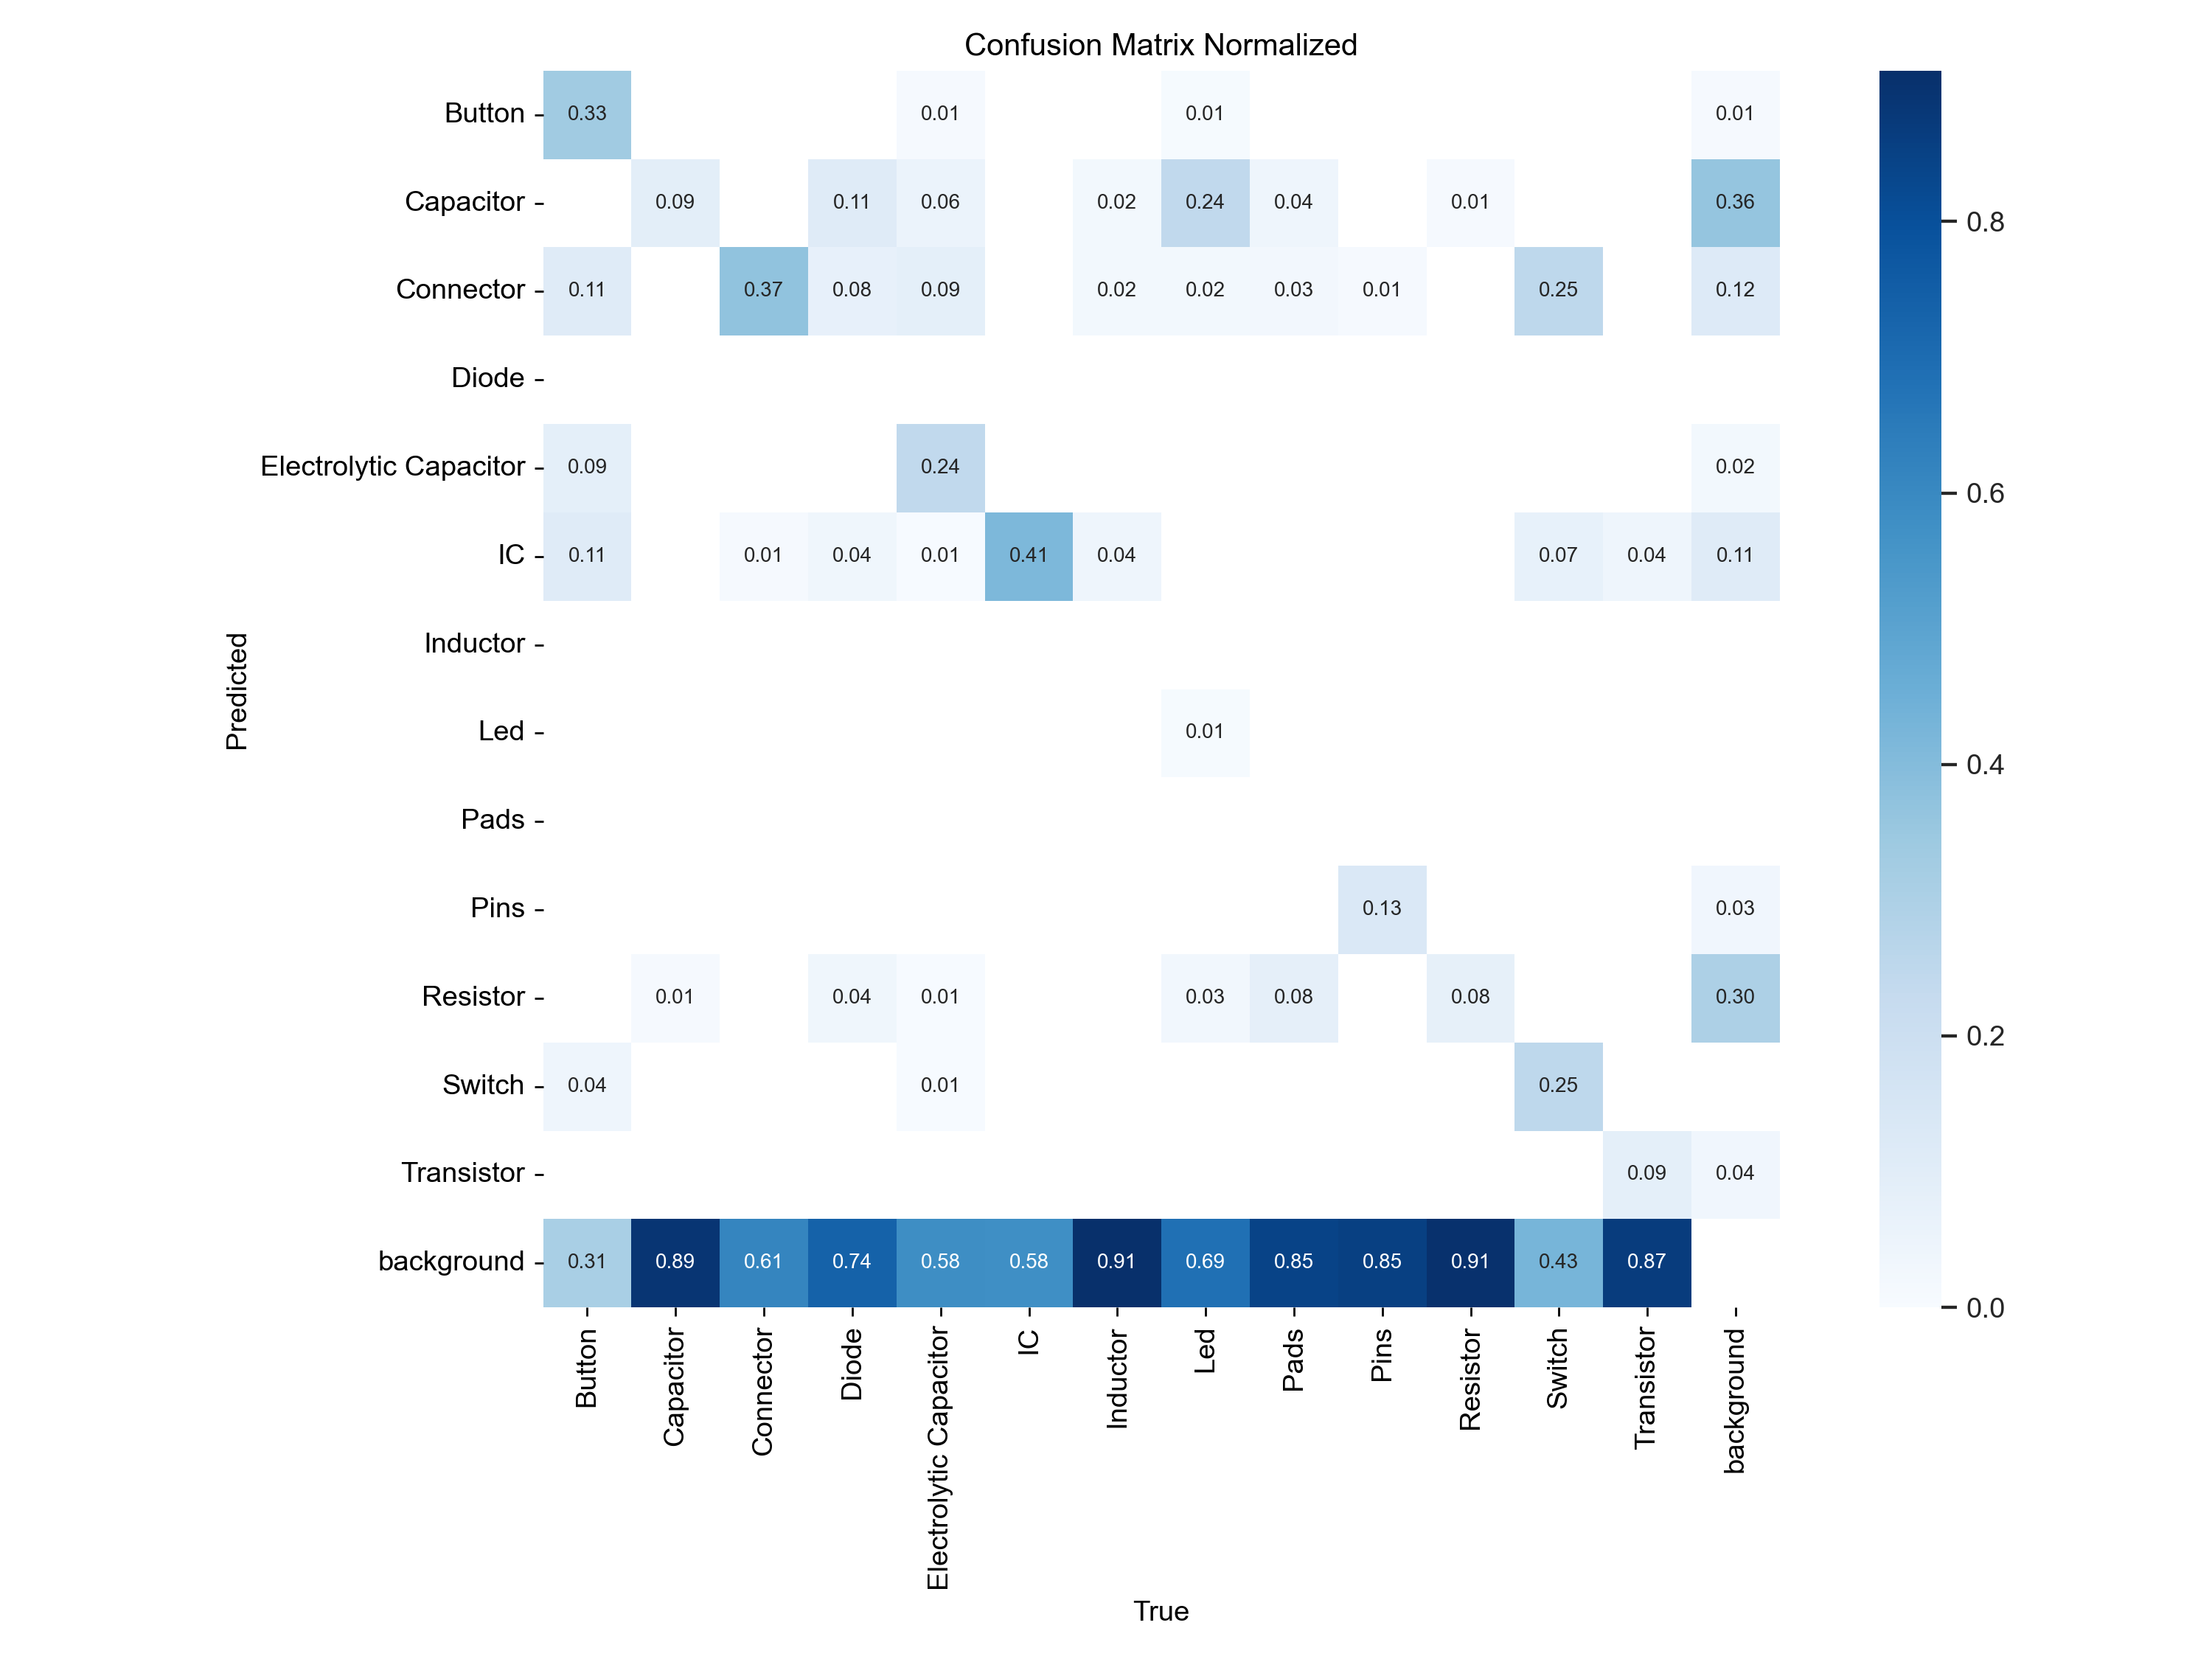 Confusion Matrix Normalized
Button 0.33 0.01 0.01 0.01
Capacitor 0.09 0.11 0.06 0.02 0.24 0.04 0.01 0.36
0.8
Connector 0.11 0.37 0.08 0.09 0.02 0.02 0.03 0.01 0.25 0.12
Diode
Electrolytic Capacitor 0.09 0.24 0.02
0.6
IC 0.11 0.01 0.04 0.01 0.41 0.04 0.07 0.04 0.11
Inductor
Predicted
Led 0.01
0.4
Pads
Pins 0.13 0.03
Resistor 0.01 0.04 0.01 0.03 0.08 0.08 0.30
0.2
Switch 0.04 0.01 0.25
Transistor 0.09 0.04
background 0.31 0.89 0.61 0.74 0.58 0.58 0.91 0.69 0.85 0.85 0.91 0.43 0.87
0.0
Button
Capacitor
Connector
Diode
Electrolytic Capacitor
IC
Inductor
Led
Pads
Pins
Resistor
Switch
Transistor
background
True